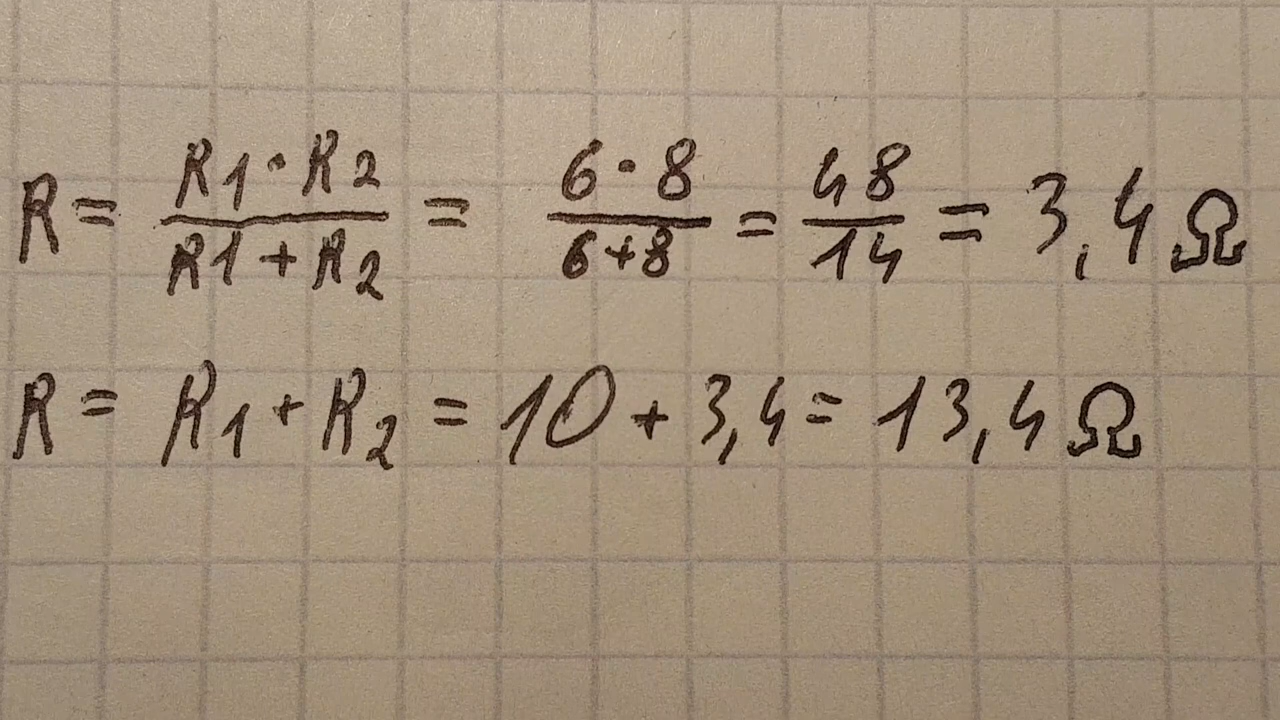 R = R1 · R2 / R1 + R2 = 6 · 8 / 6 + 8 = 48 / 14 = 3,4 Ω
R = R1 + R2 = 10 + 3,4 = 13,4 Ω